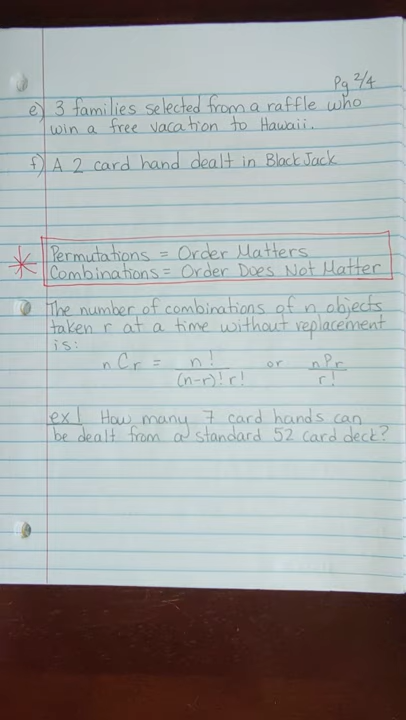 Pg 2/4
e) 3 families selected from a raffle who
win a free vacation to Hawaii.
f) A 2 card hand dealt in BlackJack
* Permutations = Order Matters
Combinations = Order Does Not Matter
The number of combinations of n objects
taken r at a time without replacement
is:
nCr = n! / (n-r)! r! or nPr / r!
ex| How many 7 card hands can
be dealt from a standard 52 card deck?